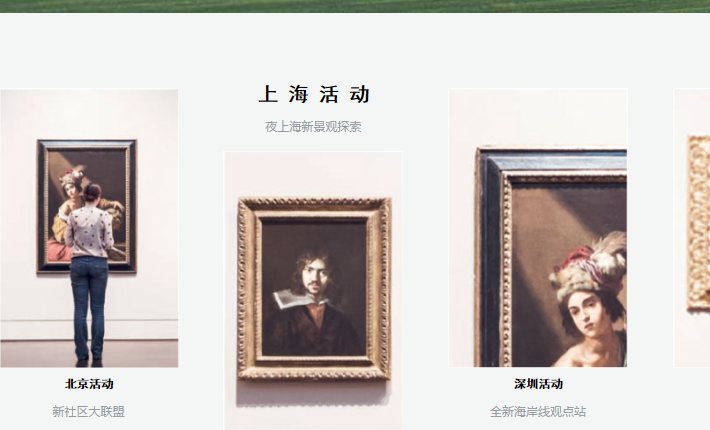 上海活动
夜上海新景观探索
北京活动
新社区大联盟
深圳活动
全新海岸线观点站